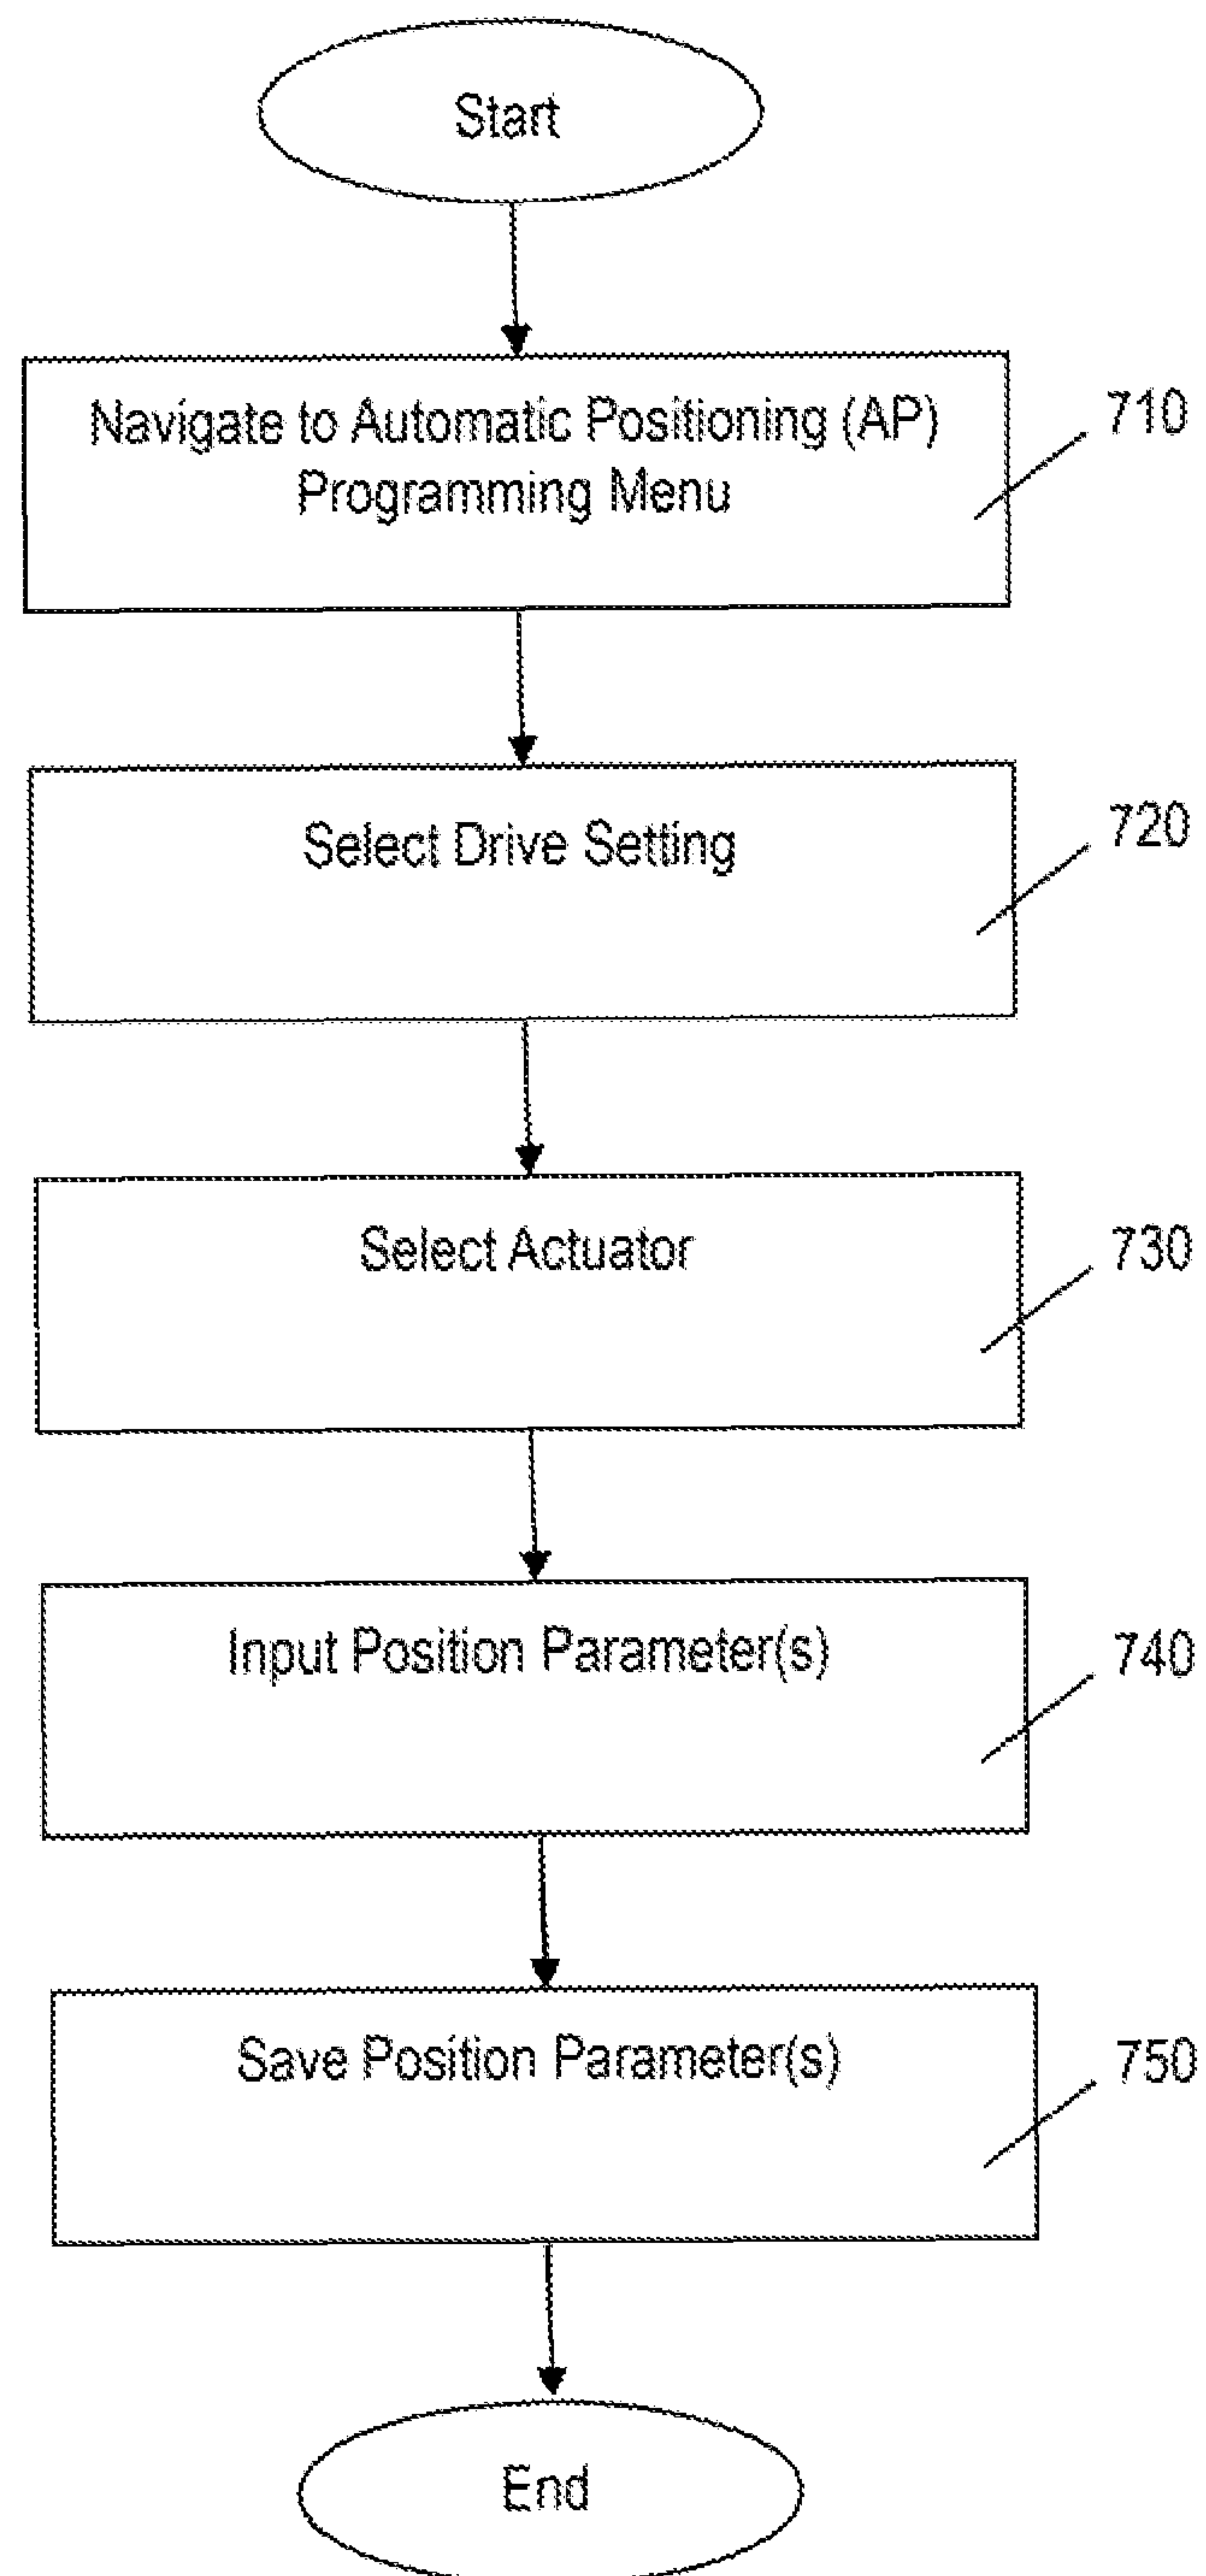 Start
Navigate to Automatic Positioning (AP)
Programming Menu
710
Select Drive Setting
720
Select Actuator
730
Input Position Parameter(s)
740
Save Position Parameter(s)
750
End